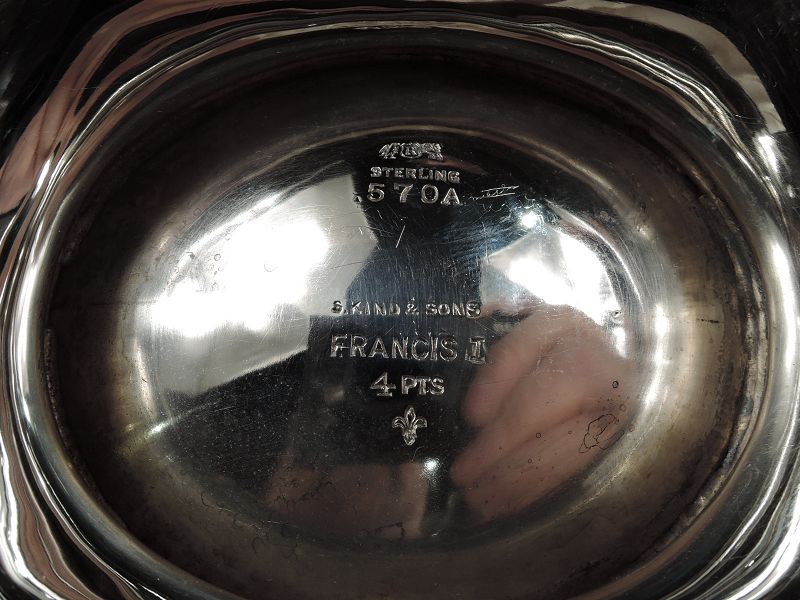 STERLING
570A
S. KIND & SONS
FRANCIS I
4 PTS